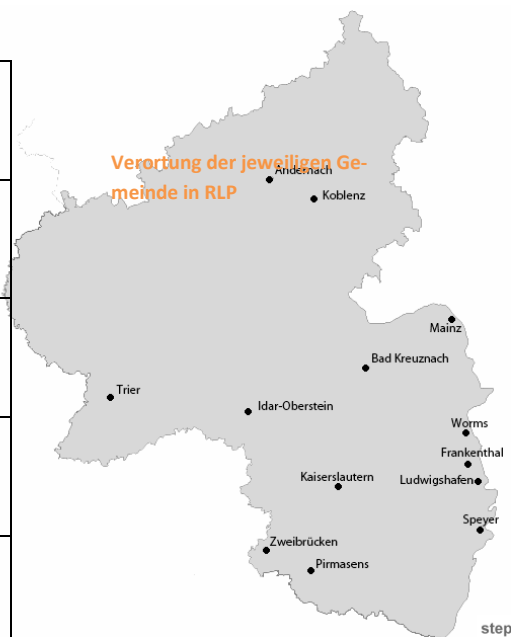 Verortung der jeweiligen Ge-
meinde in RLP
Andernach
Koblenz
Mainz
Bad Kreuznach
Trier
Idar-Oberstein
Worms
Frankenthal
Kaiserslautern
Ludwigshafen
Speyer
Zweibrücken
Pirmasens
step